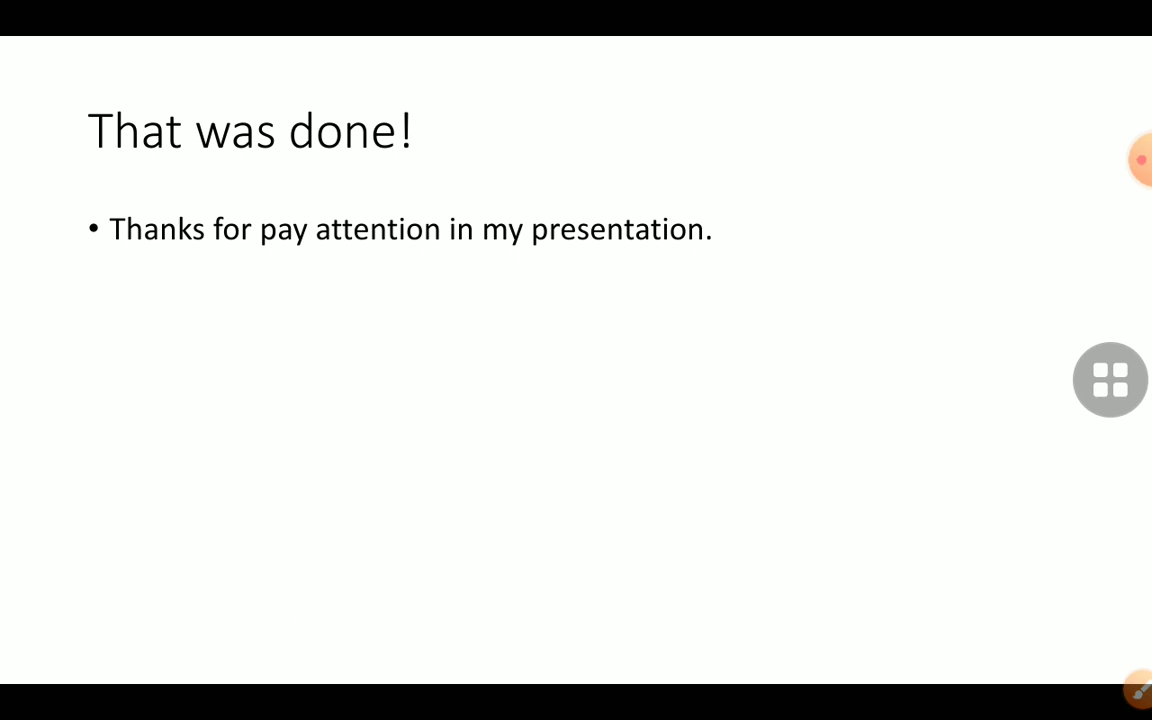 That was done!
• Thanks for pay attention in my presentation.